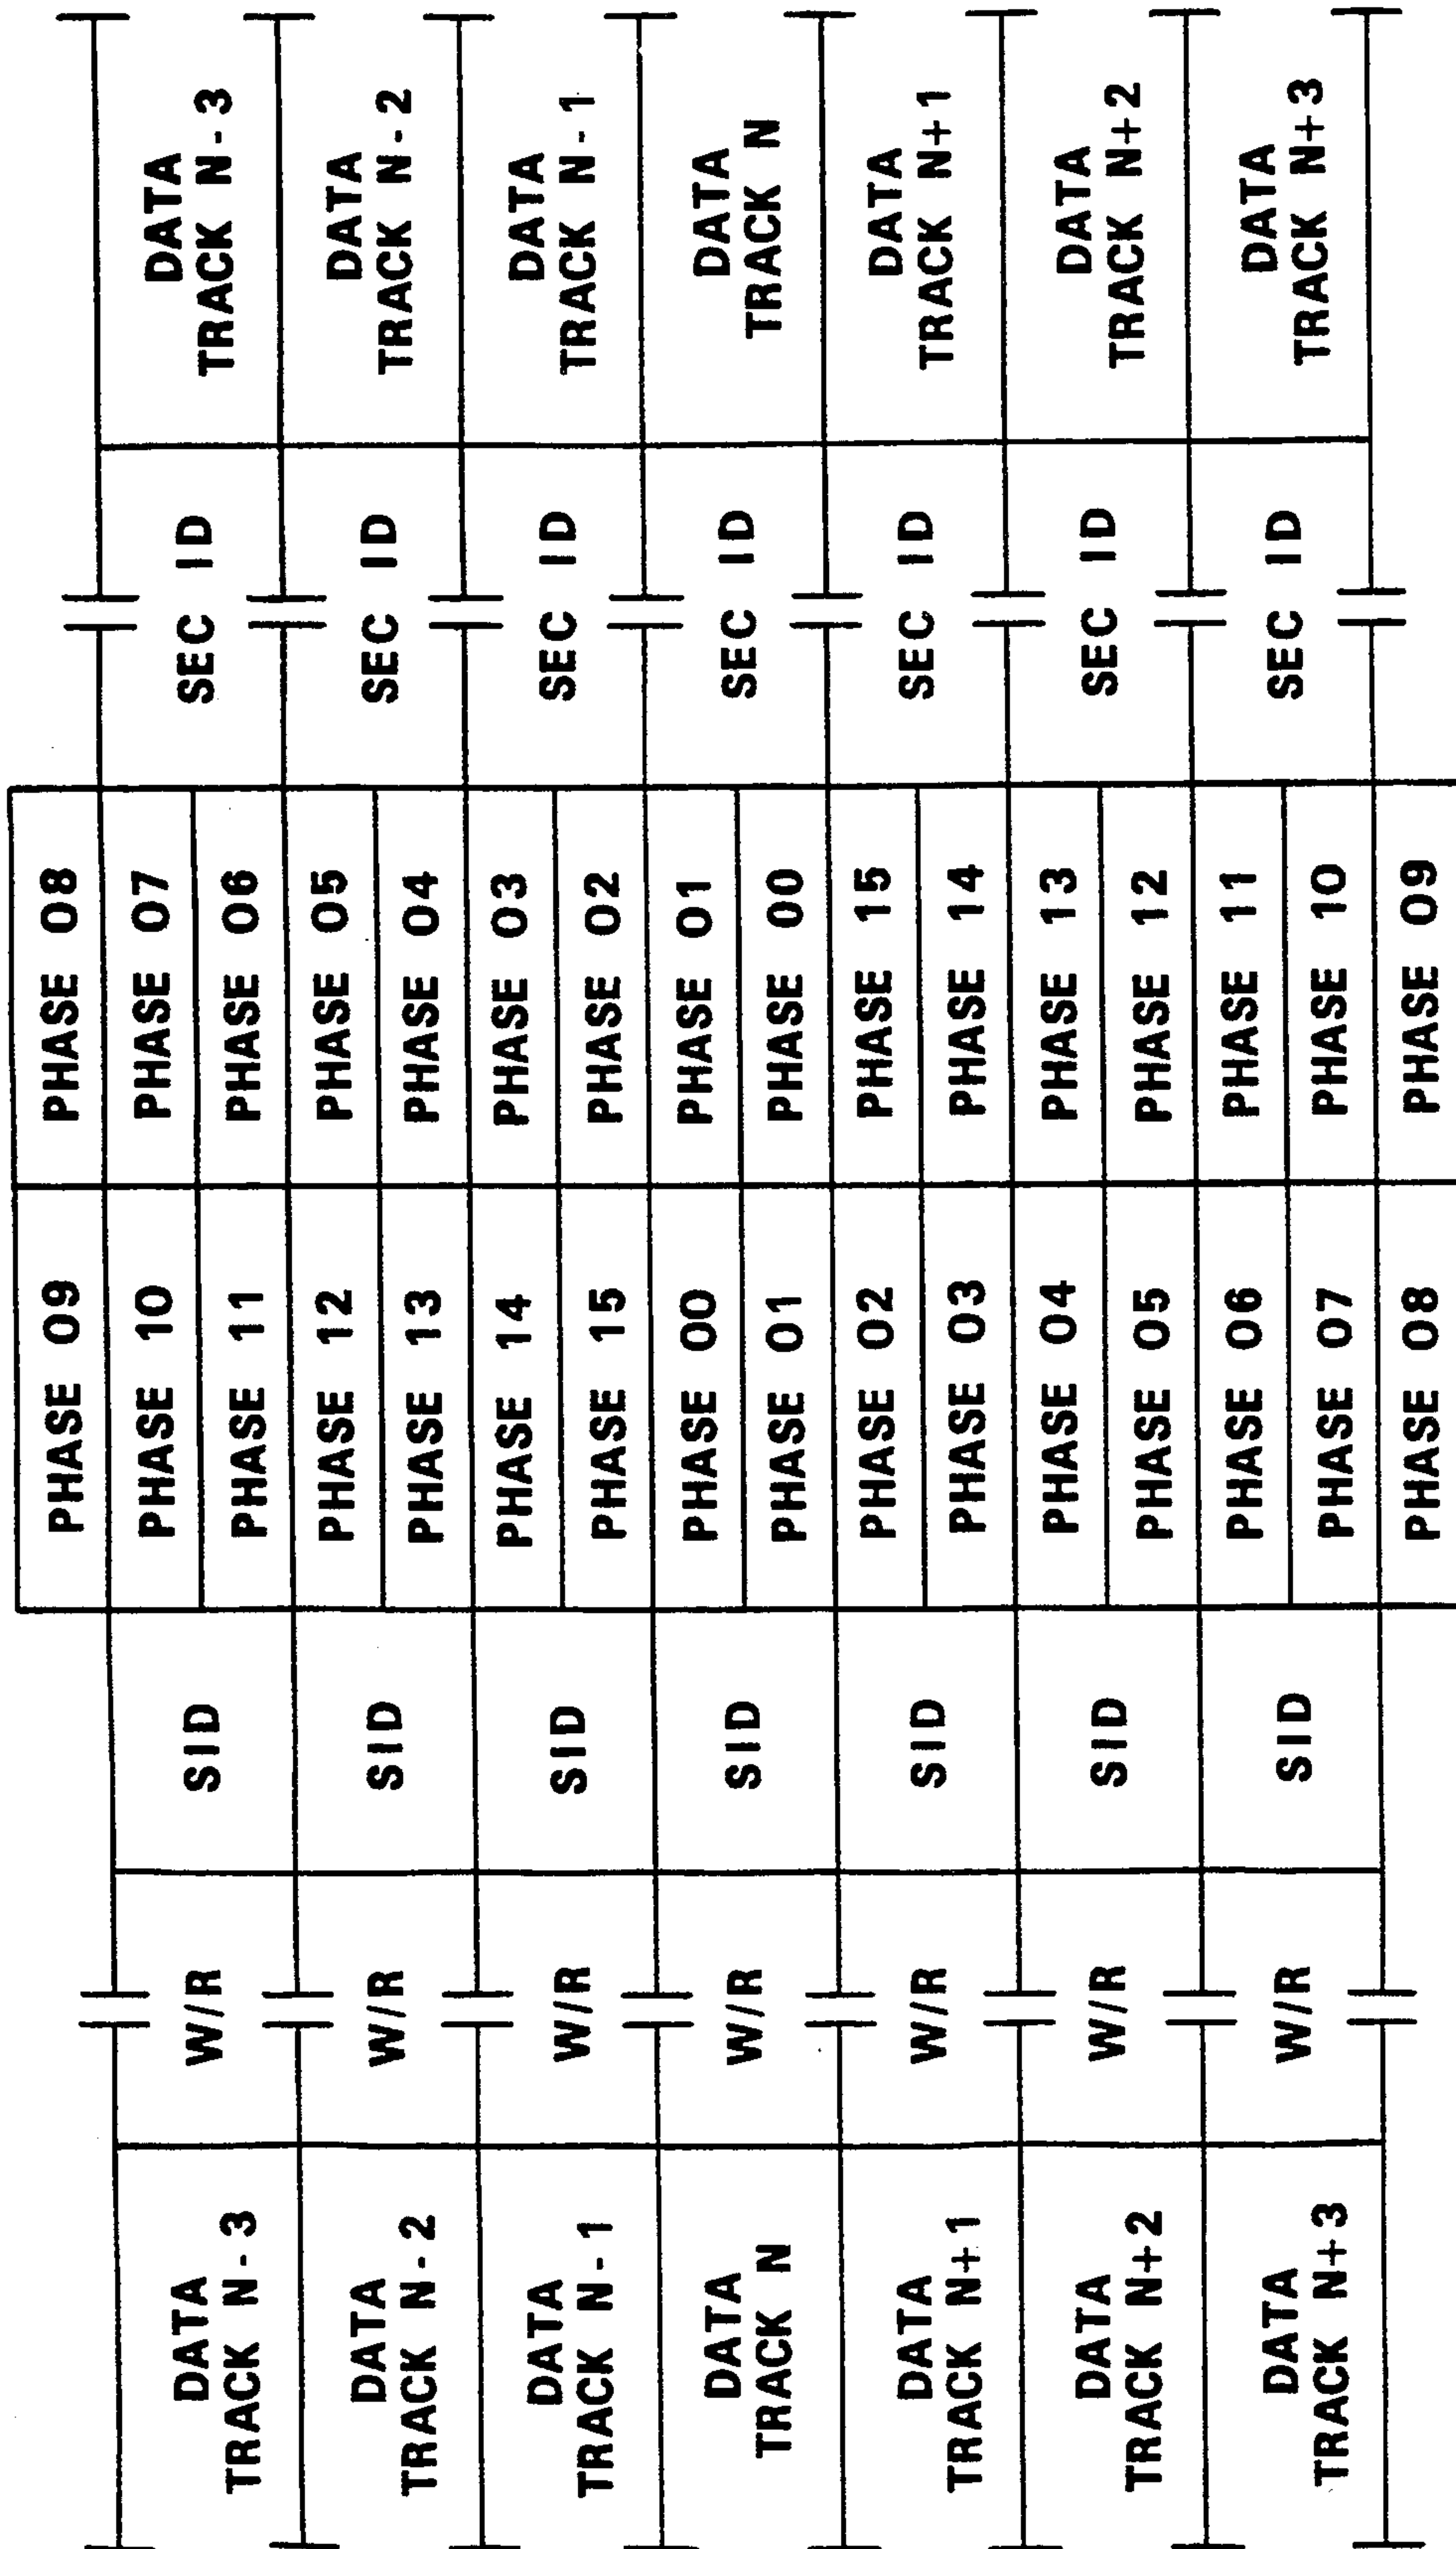 PHASE 09
PHASE 08
DATA
TRACK N-3
W/R
SID
PHASE 10
PHASE 07
PHASE 11
PHASE 06
SEC ID
DATA
TRACK N-3
DATA
TRACK N-2
W/R
SID
PHASE 12
PHASE 05
PHASE 13
PHASE 04
SEC ID
DATA
TRACK N-2
DATA
TRACK N-1
W/R
SID
PHASE 14
PHASE 03
PHASE 15
PHASE 02
SEC ID
DATA
TRACK N-1
DATA
TRACK N
W/R
SID
PHASE 00
PHASE 01
PHASE 01
PHASE 00
SEC ID
DATA
TRACK N
DATA
TRACK N+1
W/R
SID
PHASE 02
PHASE 15
PHASE 03
PHASE 14
SEC ID
DATA
TRACK N+1
DATA
TRACK N+2
W/R
SID
PHASE 04
PHASE 13
PHASE 05
PHASE 12
SEC ID
DATA
TRACK N+2
DATA
TRACK N+3
W/R
SID
PHASE 06
PHASE 11
PHASE 07
PHASE 10
SEC ID
DATA
TRACK N+3
PHASE 08
PHASE 09